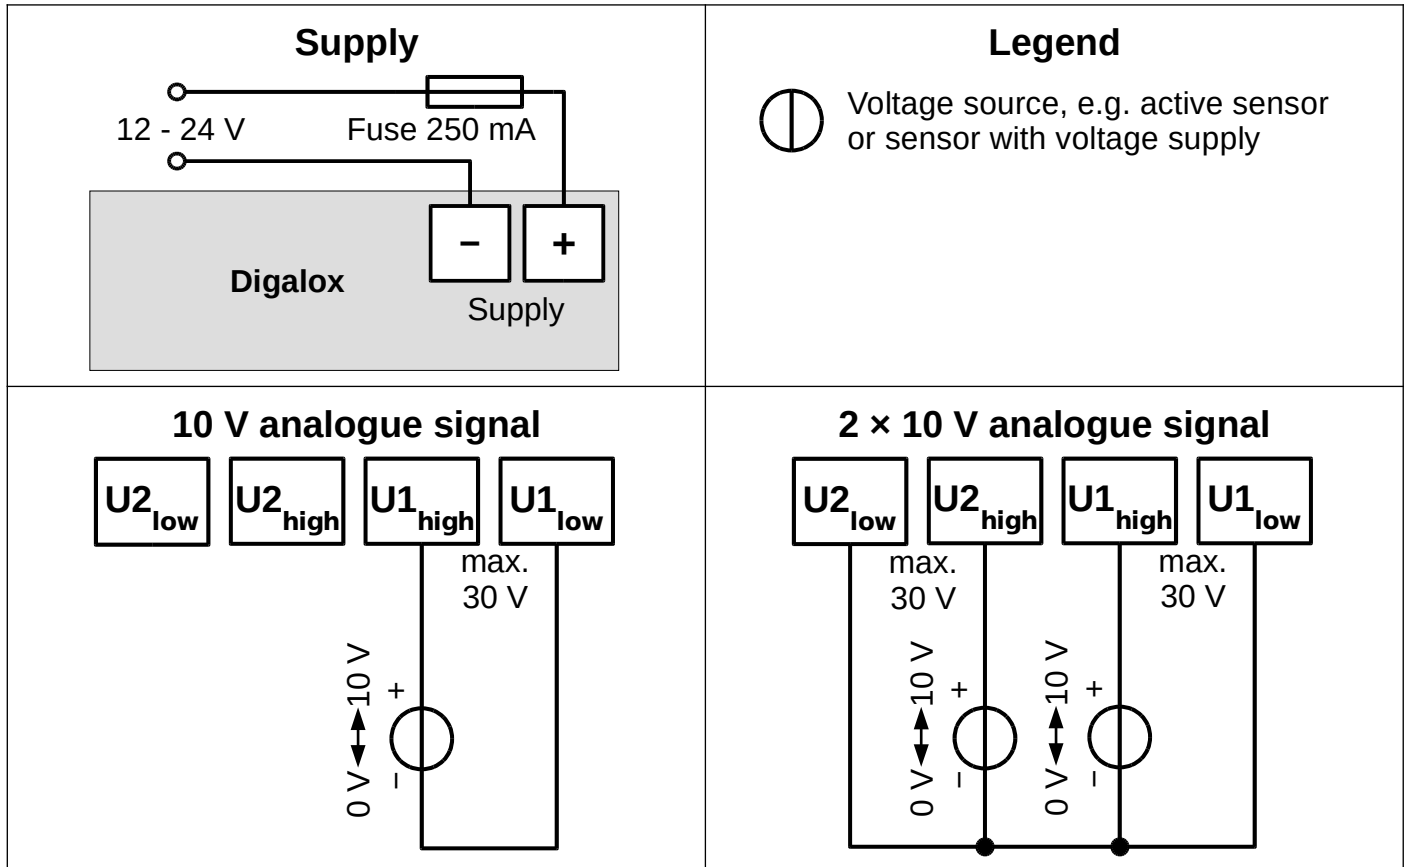 Supply
12 - 24 V
Fuse 250 mA
− +
Digalox
Supply
Legend
Voltage source, e.g. active sensor
or sensor with voltage supply
10 V analogue signal
U2low U2high U1high U1low
max.
30 V
0 V 10 V
+
−
2 × 10 V analogue signal
U2low U2high U1high U1low
max.
30 V
max.
30 V
0 V 10 V
+
−
0 V 10 V
+
−